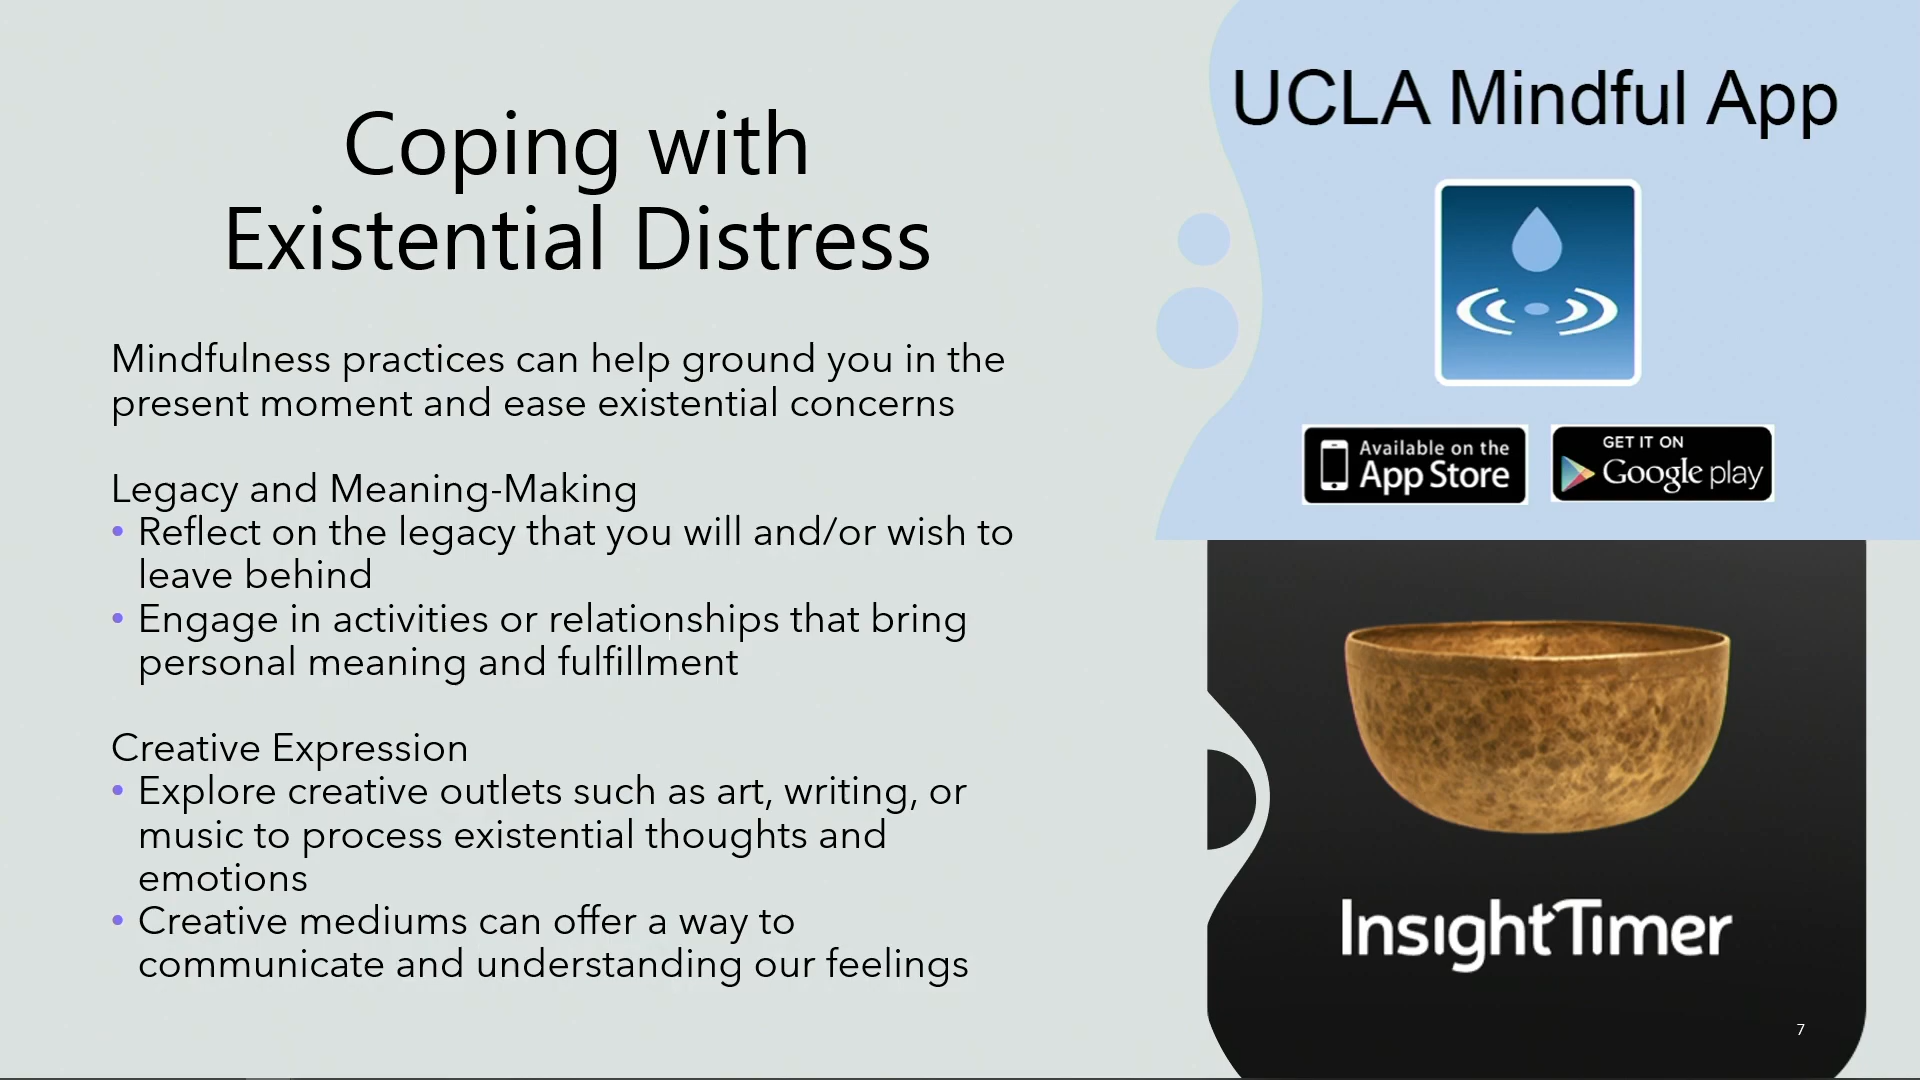 Coping with
Existential Distress
Mindfulness practices can help ground you in the
present moment and ease existential concerns
Legacy and Meaning-Making
• Reflect on the legacy that you will and/or wish to
leave behind
• Engage in activities or relationships that bring
personal meaning and fulfillment
Creative Expression
• Explore creative outlets such as art, writing, or
music to process existential thoughts and
emotions
• Creative mediums can offer a way to
communicate and understanding our feelings
UCLA Mindful App
Available on the
App Store
GET IT ON
Google play
InsightTimer
7